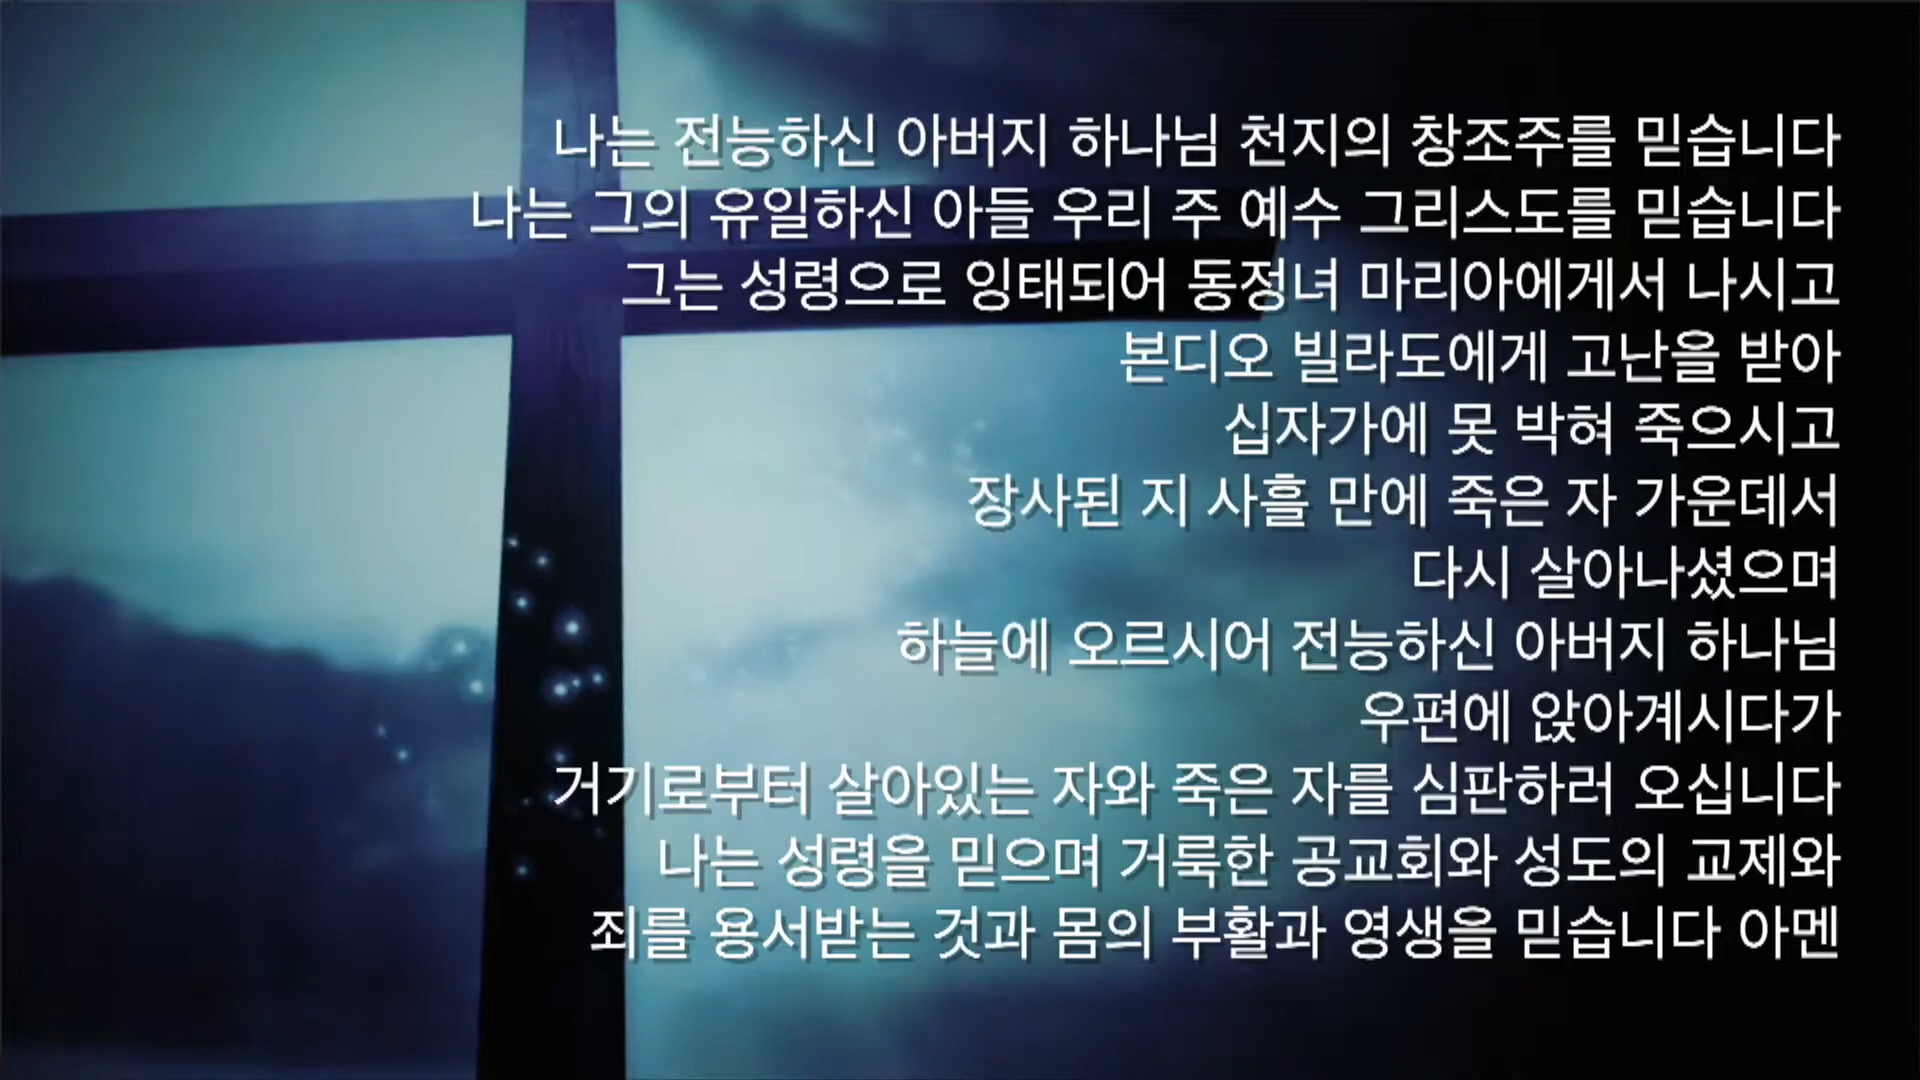 나는 전능하신 아버지 하나님 천지의 창조주를 믿습니다
나는 그의 유일하신 아들 우리 주 예수 그리스도를 믿습니다
그는 성령으로 잉태되어 동정녀 마리아에게서 나시고
본디오 빌라도에게 고난을 받아
십자가에 못 박혀 죽으시고
장사된 지 사흘 만에 죽은 자 가운데서
다시 살아나셨으며
하늘에 오르시어 전능하신 아버지 하나님
우편에 앉아계시다가
거기로부터 살아있는 자와 죽은 자를 심판하러 오십니다
나는 성령을 믿으며 거룩한 공교회와 성도의 교제와
죄를 용서받는 것과 몸의 부활과 영생을 믿습니다 아멘